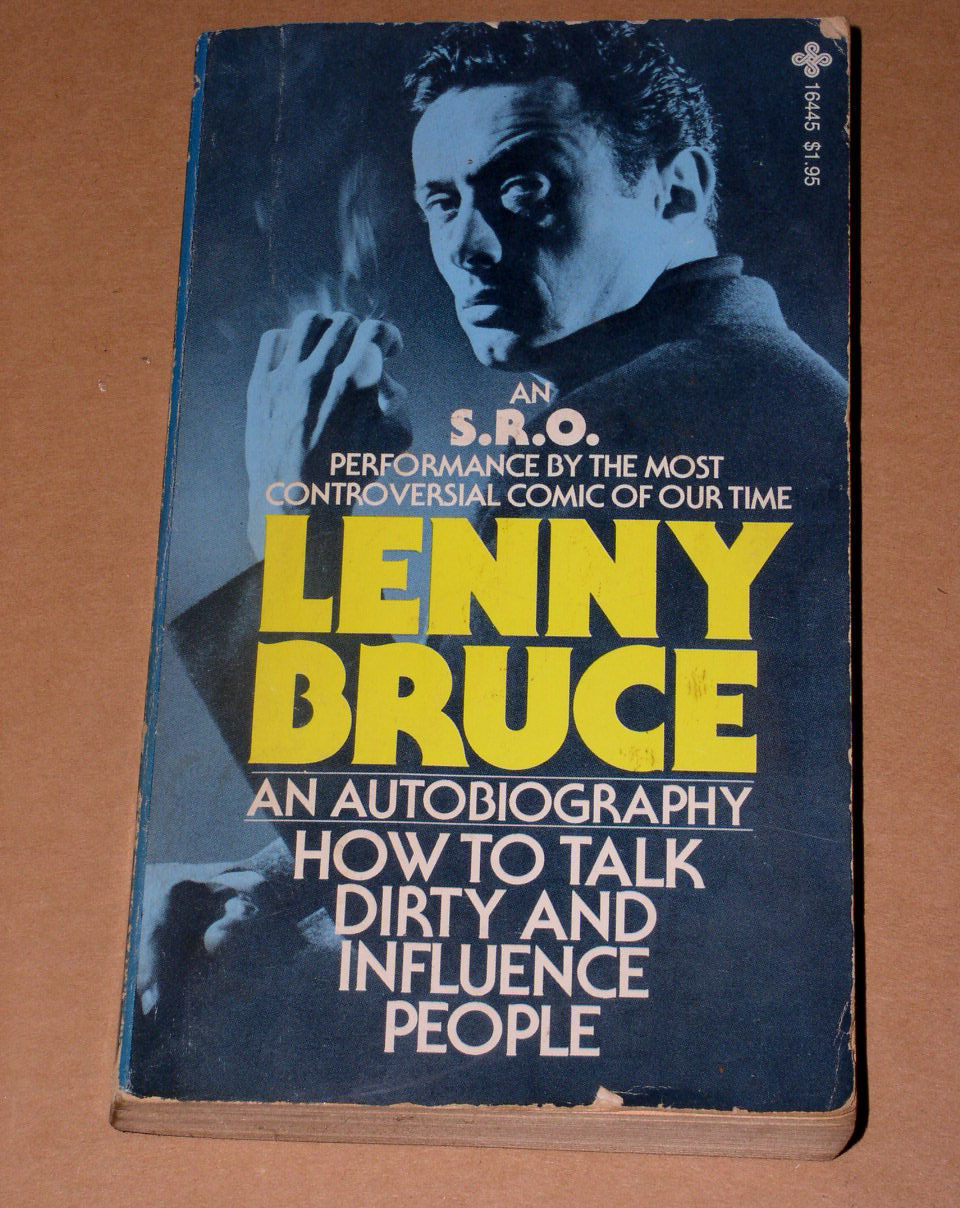 16445 $1.95
AN
S.R.O.
PERFORMANCE BY THE MOST
CONTROVERSIAL COMIC OF OUR TIME
LENNY
BRUCE
AN AUTOBIOGRAPHY
HOW TO TALK
DIRTY AND
INFLUENCE
PEOPLE